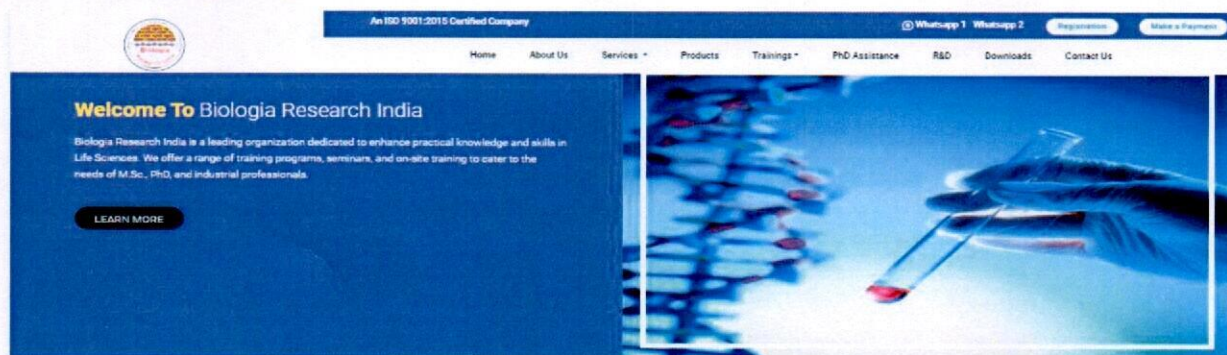 An ISO 9001:2015 Certified Company
Whatsapp 1 Whatsapp 2 Registration Make a Payment
Biologia
Home About Us Services Products Trainings PhD Assistance R&D Downloads Contact Us
Welcome To Biologia Research India
Biologia Research India is a leading organization dedicated to enhance practical knowledge and skills in
Life Sciences. We offer a range of training programs, seminars, and on-site training to cater to the
needs of M.Sc., PhD, and industrial professionals.
LEARN MORE